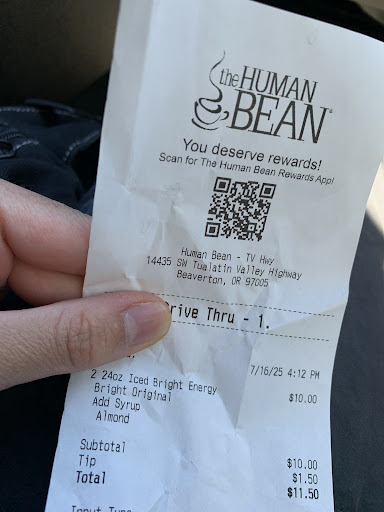 the HUMAN
BEAN®
You deserve rewards!
Scan for The Human Bean Rewards App!
Human Bean - TV Hwy
14435 SW Tualatin Valley Highway
Beaverton, OR 97005
rive Thru - 1.
7/16/25 4:12 PM
2 24oz Iced Bright Energy $10.00
Bright Original
Add Syrup
Almond
Subtotal $10.00
Tip $1.50
Total $11.50